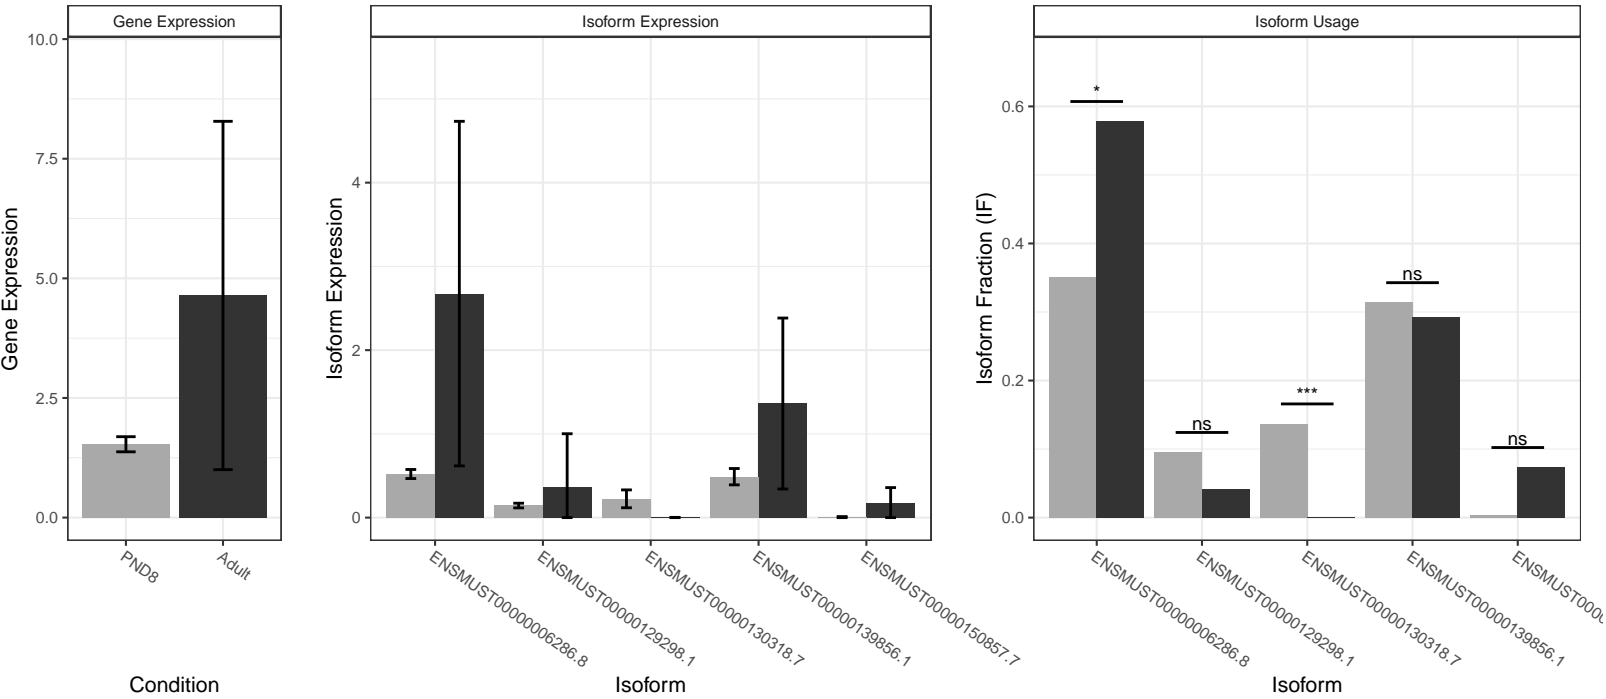 Gene Expression
Isoform Expression
Isoform Usage
Gene Expression
10.0
7.5
5.0
2.5
0.0
PND8
Adult
Condition
Isoform Expression
4
2
0
ENSMUST00000006286.8
ENSMUST00000129298.1
ENSMUST00000130318.7
ENSMUST00000139856.1
ENSMUST00000150857.7
Isoform
Isoform Fraction (IF)
0.6
0.4
0.2
0.0
*
ns
***
ns
ns
ENSMUST00000006286.8
ENSMUST00000129298.1
ENSMUST00000130318.7
ENSMUST00000139856.1
Isoform